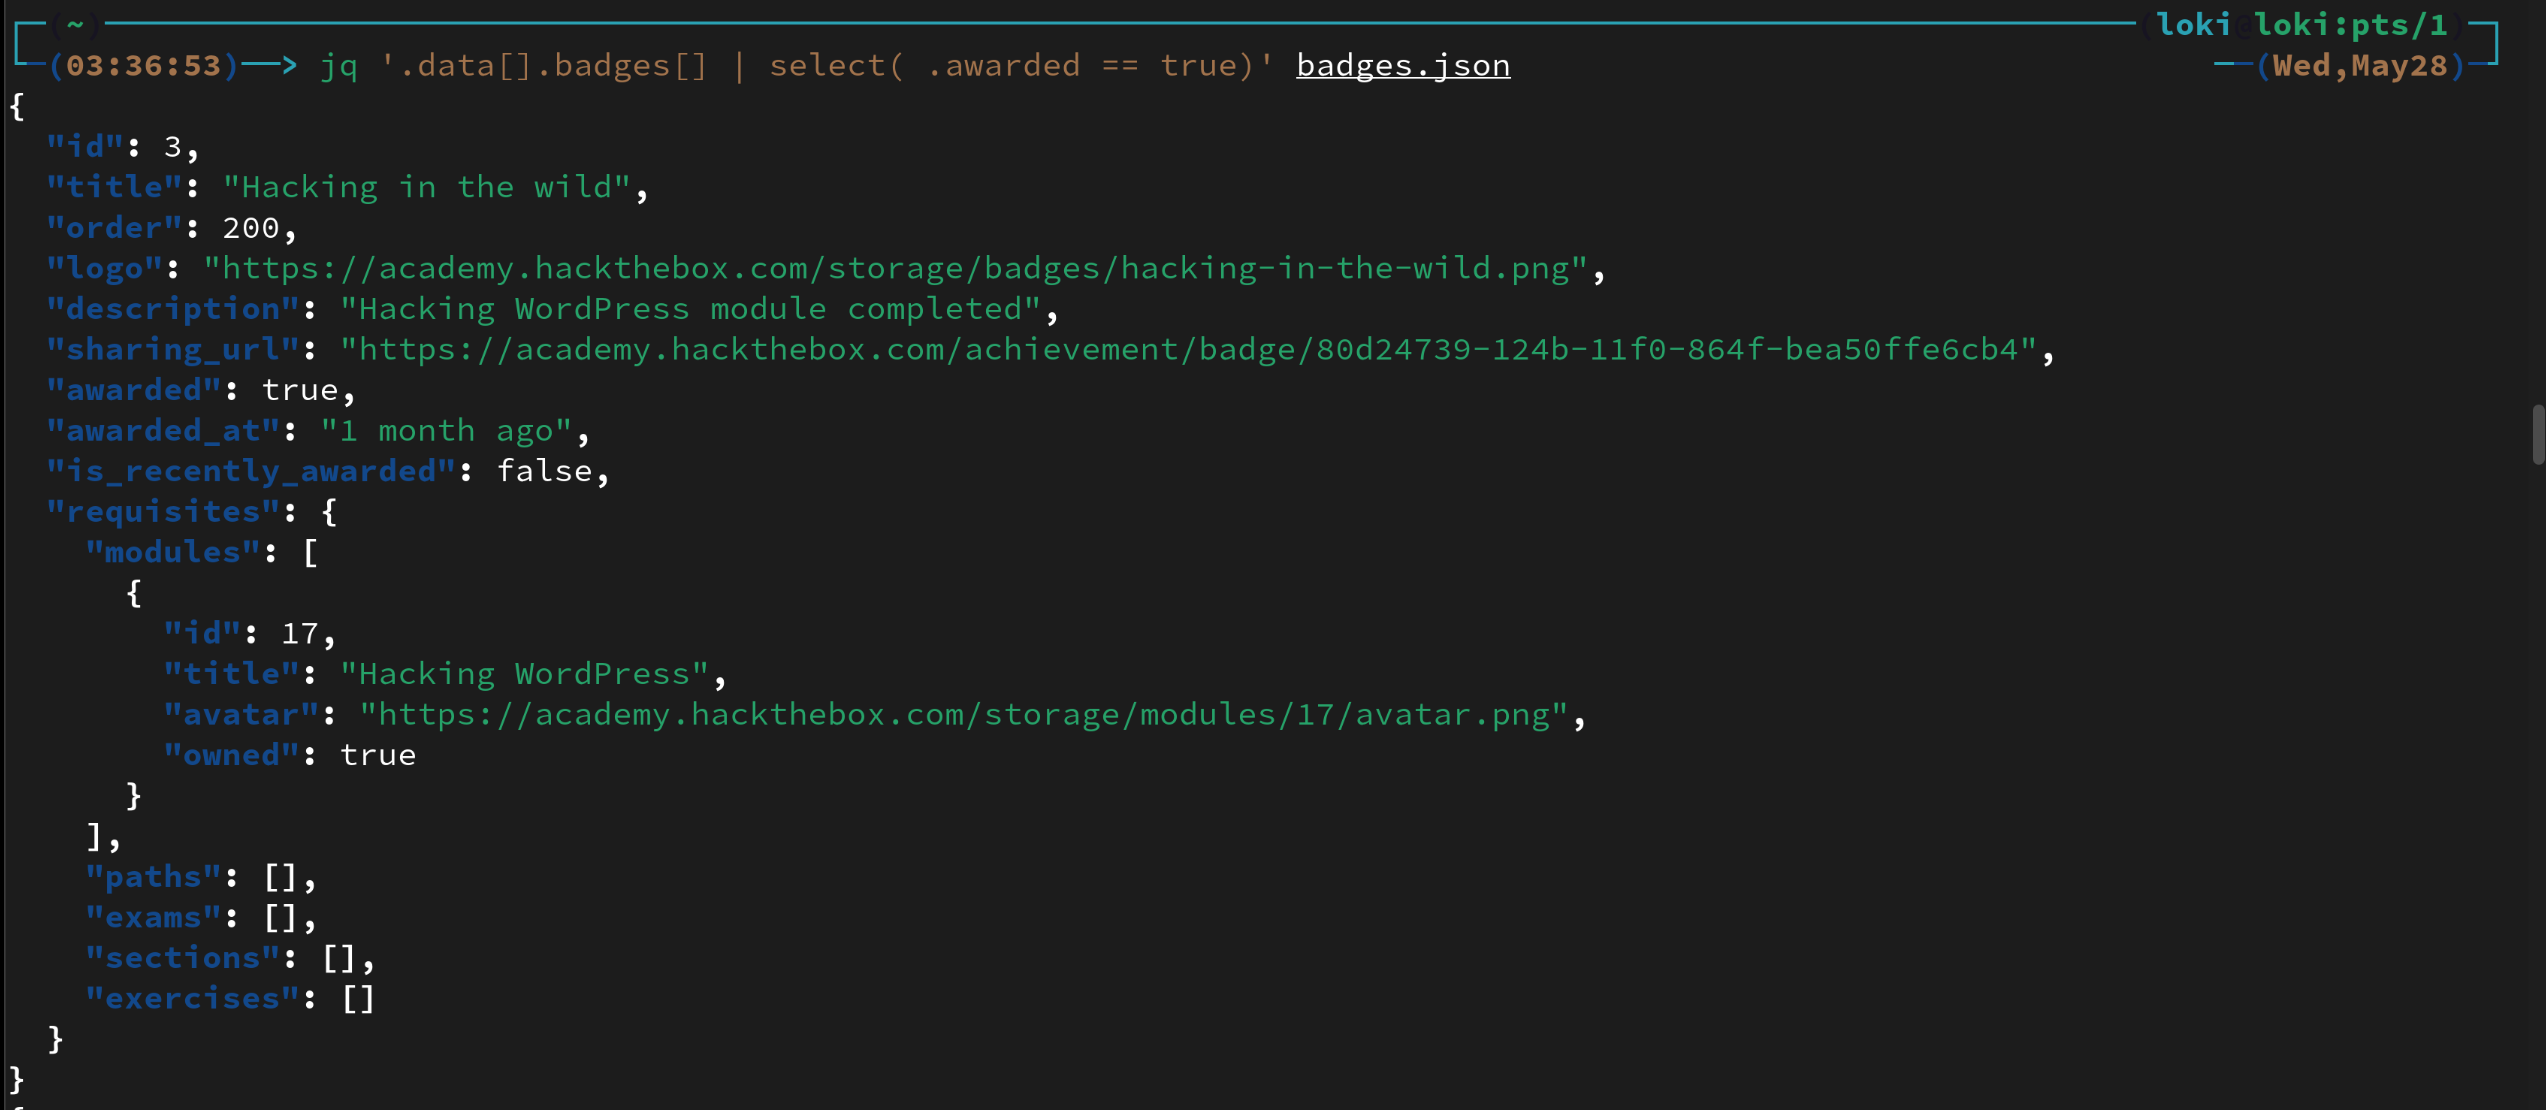 (~) (loki@loki:pts/1)
(03:36:53)──> jq '.data[].badges[] | select( .awarded == true)' badges.json (Wed,May28)
{
  "id": 3,
  "title": "Hacking in the wild",
  "order": 200,
  "logo": "https://academy.hackthebox.com/storage/badges/hacking-in-the-wild.png",
  "description": "Hacking WordPress module completed",
  "sharing_url": "https://academy.hackthebox.com/achievement/badge/80d24739-124b-11f0-864f-bea50ffe6cb4",
  "awarded": true,
  "awarded_at": "1 month ago",
  "is_recently_awarded": false,
  "requisites": {
    "modules": [
      {
        "id": 17,
        "title": "Hacking WordPress",
        "avatar": "https://academy.hackthebox.com/storage/modules/17/avatar.png",
        "owned": true
      }
    ],
    "paths": [],
    "exams": [],
    "sections": [],
    "exercises": []
  }
}